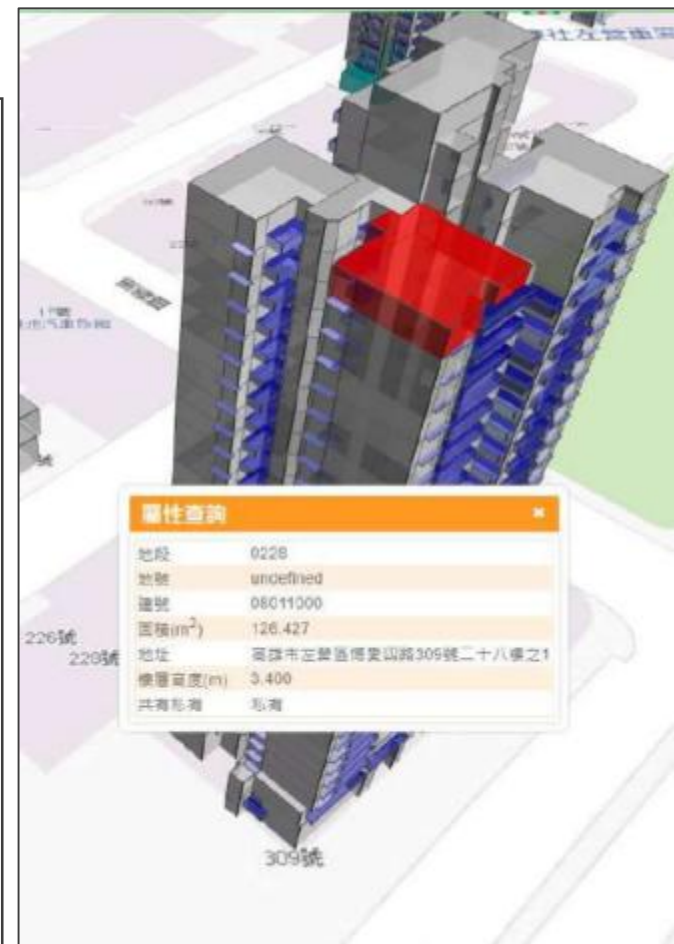 屬性查詢
地段 0228
地號 undefined
建號 08011000
面積(m²) 126.427
地址 高雄市左營區博愛四路309號二十八樓之1
樓層高度(m) 3.400
共有私有 私有
226號
228號
309號